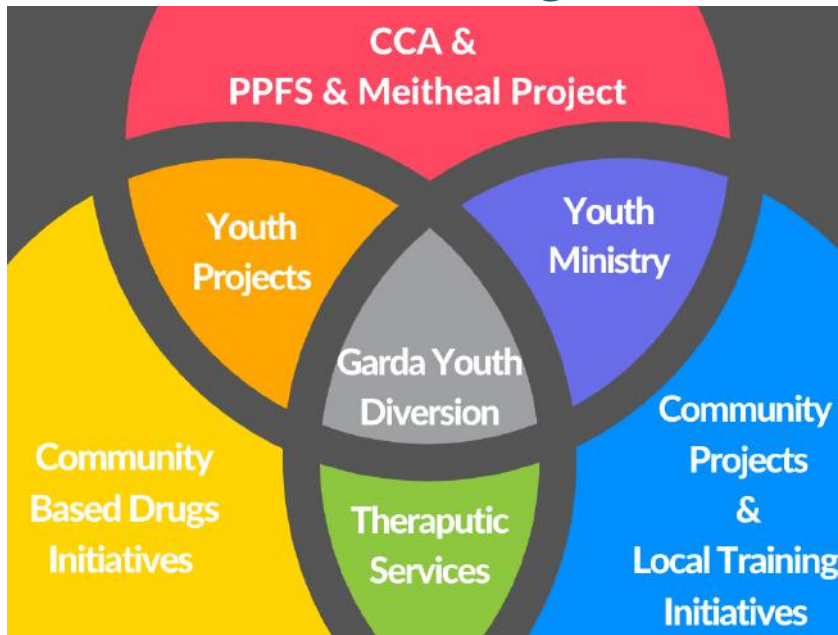 CCA &
PPFS & Meitheal Project
Youth
Projects
Youth
Ministry
Garda Youth
Diversion
Community
Based Drugs
Initiatives
Theraputic
Services
Community
Projects
&
Local Training
Initiatives